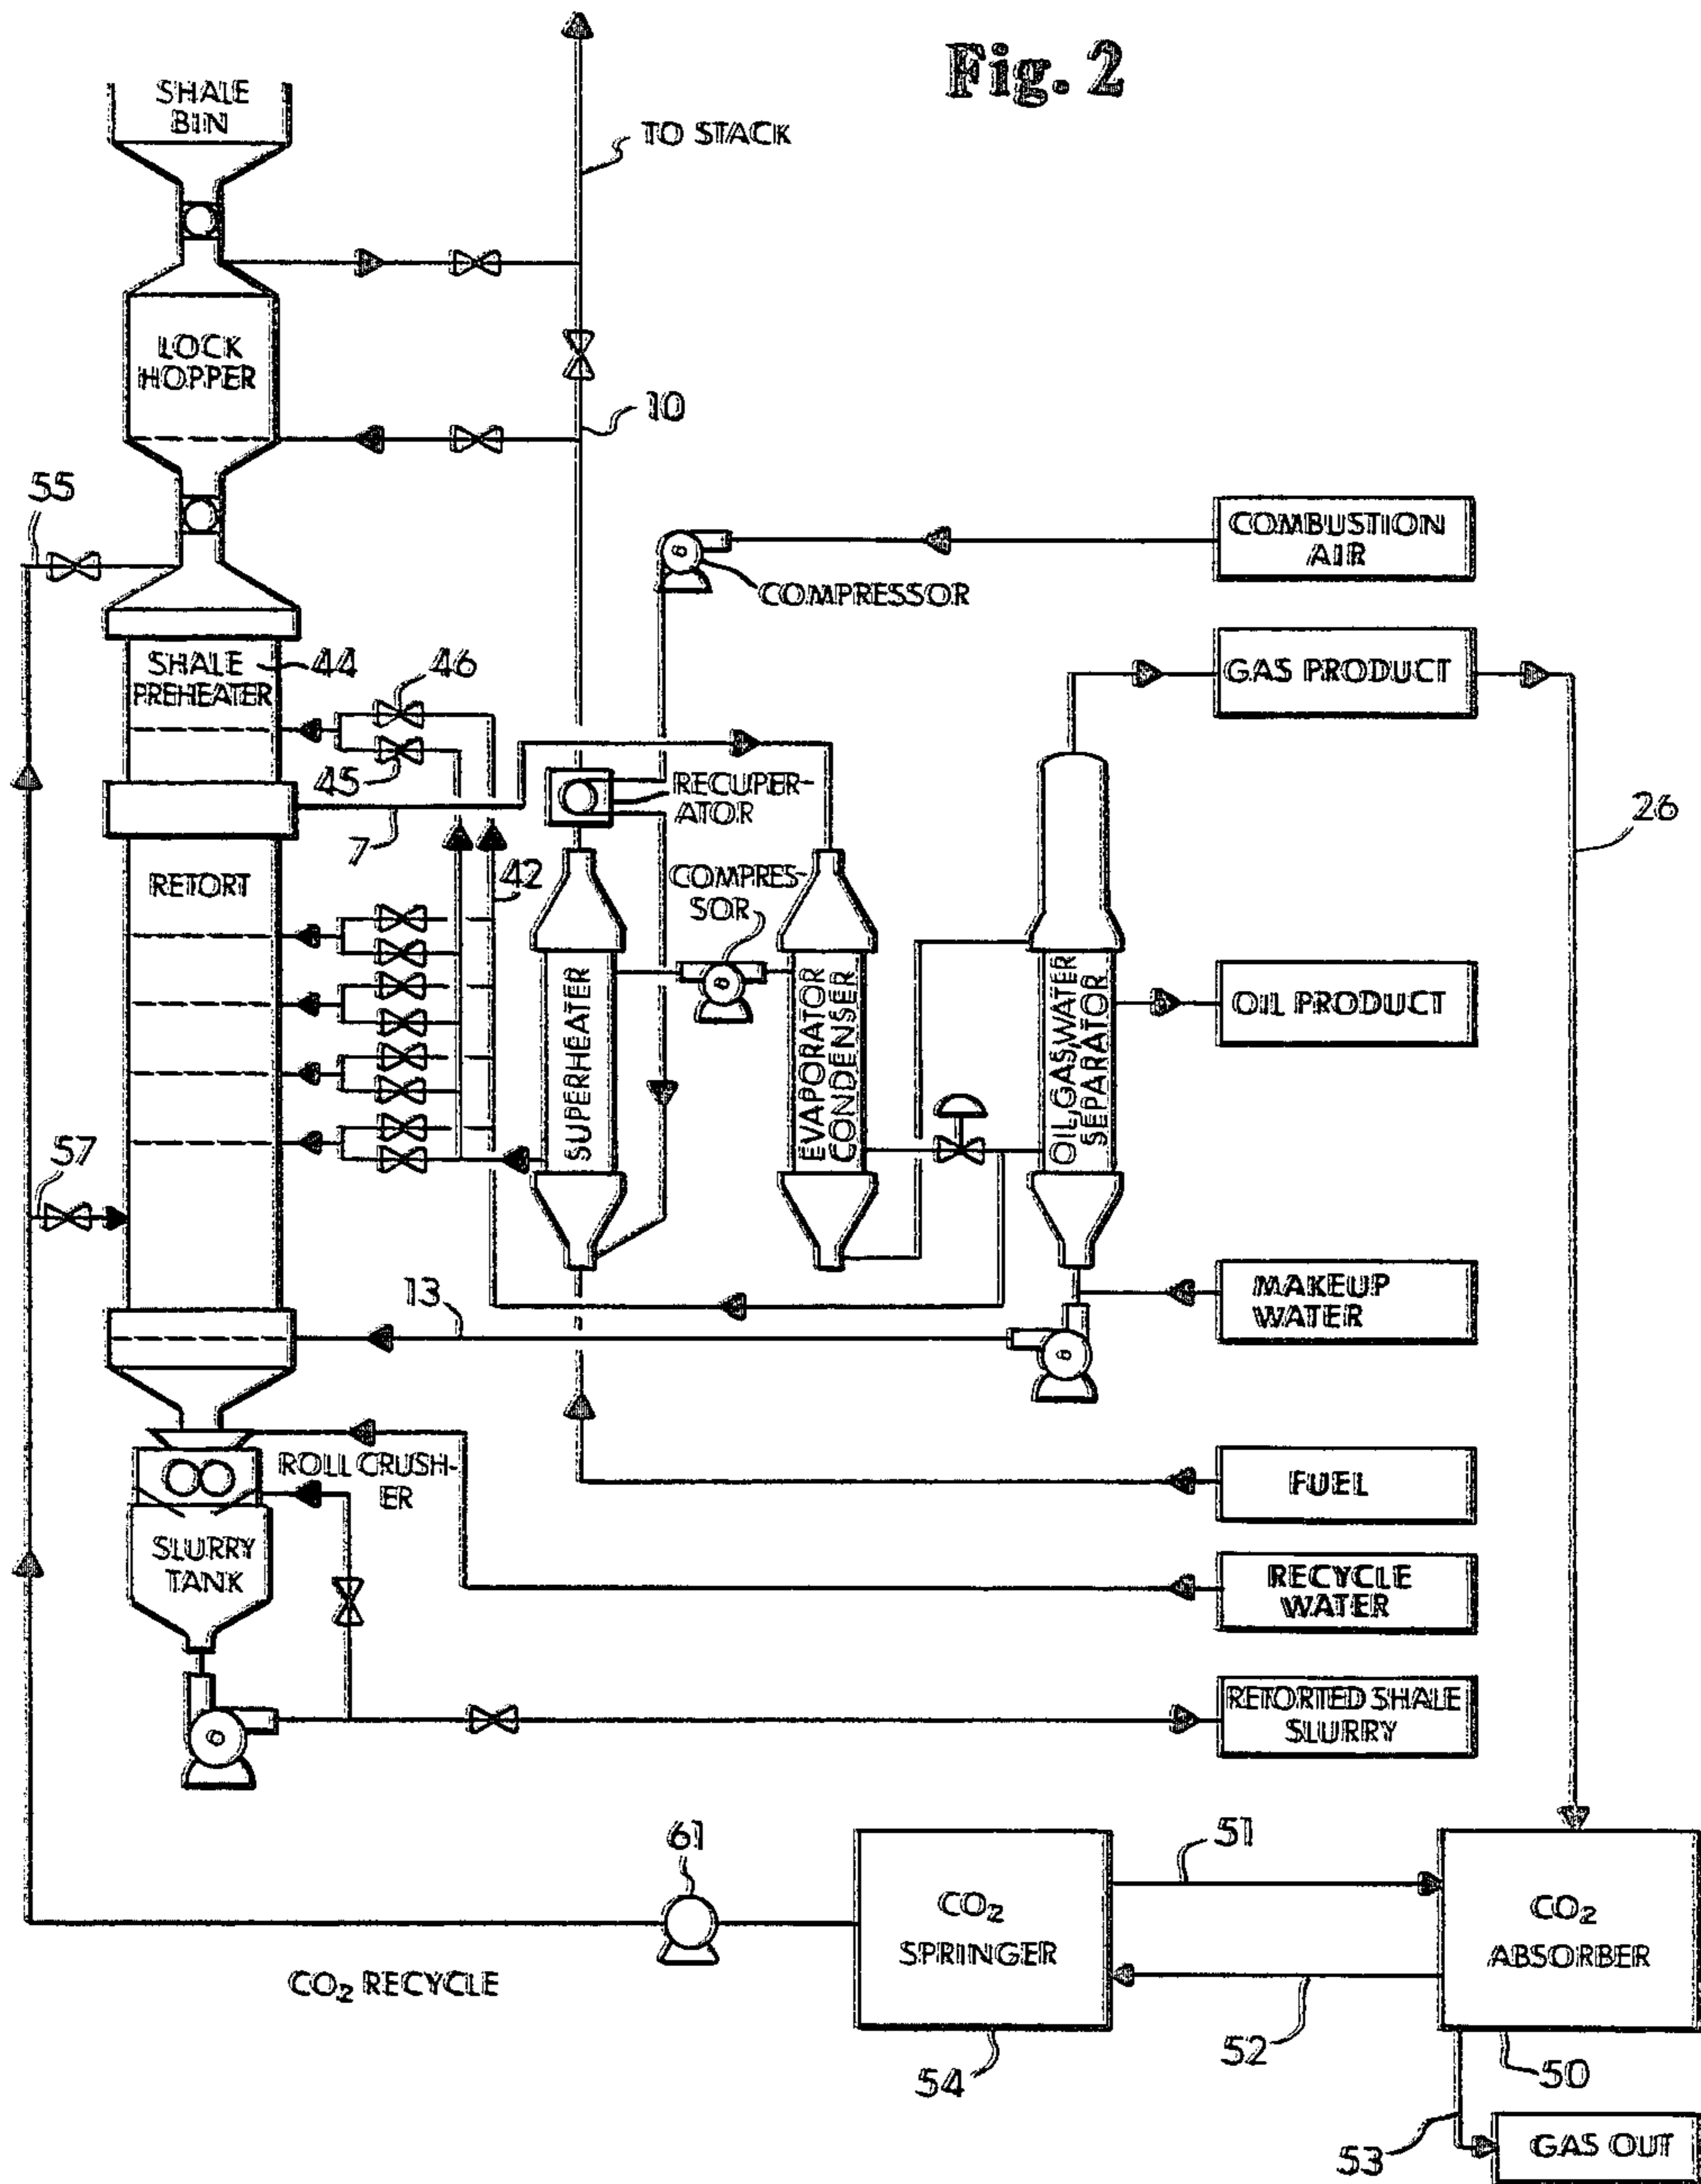 Fig. 2
SHALE
BIN
TO STACK
LOCK
HOPPER
10
55
COMBUSTION
AIR
COMPRESSOR
SHALE
PREHEATER
44
46
45
GAS PRODUCT
RECUPER-
ATOR
7
26
RETORT
42
COMPRES-
SOR
SUPERHEATER
EVAPORATOR
CONDENSER
OIL,GAS,WATER
SEPARATOR
OIL PRODUCT
57
13
MAKEUP
WATER
ROLL CRUSH-
ER
FUEL
SLURRY
TANK
RECYCLE
WATER
RETORTED SHALE
SLURRY
61
51
CO₂
SPRINGER
CO₂
ABSORBER
CO₂ RECYCLE
54
52
50
53
GAS OUT